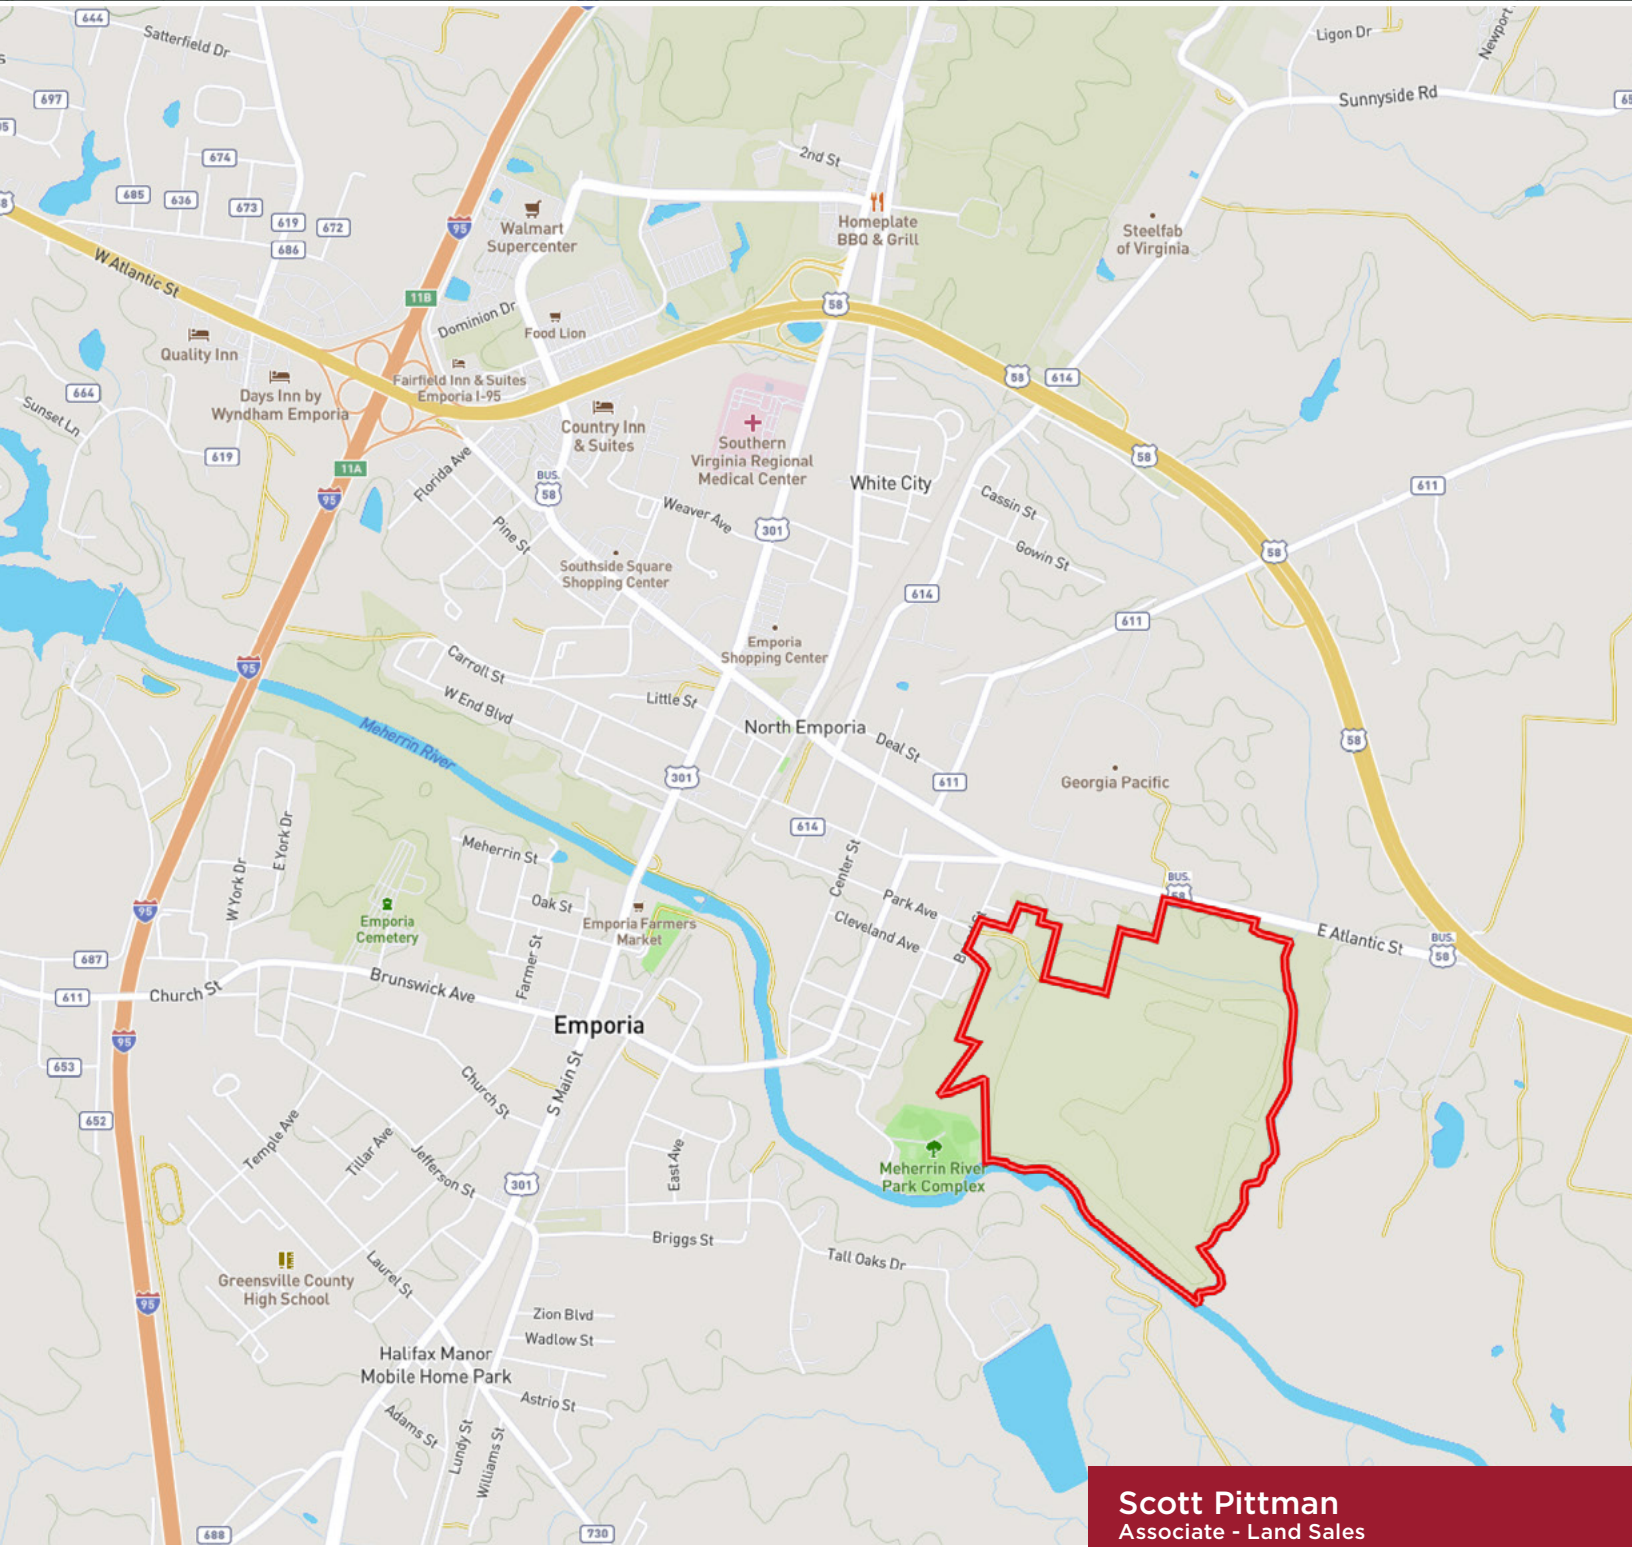 644
Satterfield Dr
Ligon Dr
Newport
697
Sunnyside Rd
674
2nd St
685
636
673
619
672
686
95
Walmart
Supercenter
Homeplate
BBQ & Grill
Steelfab
of Virginia
W Atlantic St
11B
Dominion Dr
58
Food Lion
Quality Inn
Fairfield Inn & Suites
Emporia I-95
58
614
664
Days Inn by
Wyndham Emporia
Sunset Ln
Country Inn
& Suites
Southern
Virginia Regional
Medical Center
619
11A
58
Florida Ave
BUS.
58
White City
611
95
Cassin St
Weaver Ave
301
Pine St
Gowin St
58
Southside Square
Shopping Center
614
611
Emporia
Shopping Center
95
Carroll St
W End Blvd
Little St
North Emporia
Deal St
58
Meherrin River
301
611
Georgia Pacific
614
E York Dr
W York Dr
Meherrin St
Center St
BUS.
58
Park Ave
Oak St
95
Emporia
Cemetery
Emporia Farmers
Market
Cleveland Ave
E Atlantic St
BUS.
58
687
Farmer St
611
Church St
Brunswick Ave
Emporia
95
653
Church St
S Main St
652
Temple Ave
Tillar Ave
Jefferson St
East Ave
Meherrin River
Park Complex
301
Briggs St
Tall Oaks Dr
Laurel St
Greensville County
High School
95
Zion Blvd
Wadlow St
Halifax Manor
Mobile Home Park
Astrio St
Adams St
Lundy St
Williams St
688
730
Scott Pittman
Associate - Land Sales